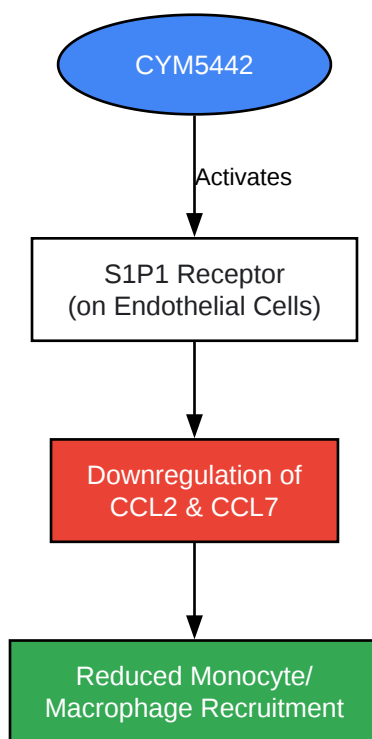 CYM5442
Activates
S1P1 Receptor
(on Endothelial Cells)
Downregulation of
CCL2 & CCL7
Reduced Monocyte/
Macrophage Recruitment